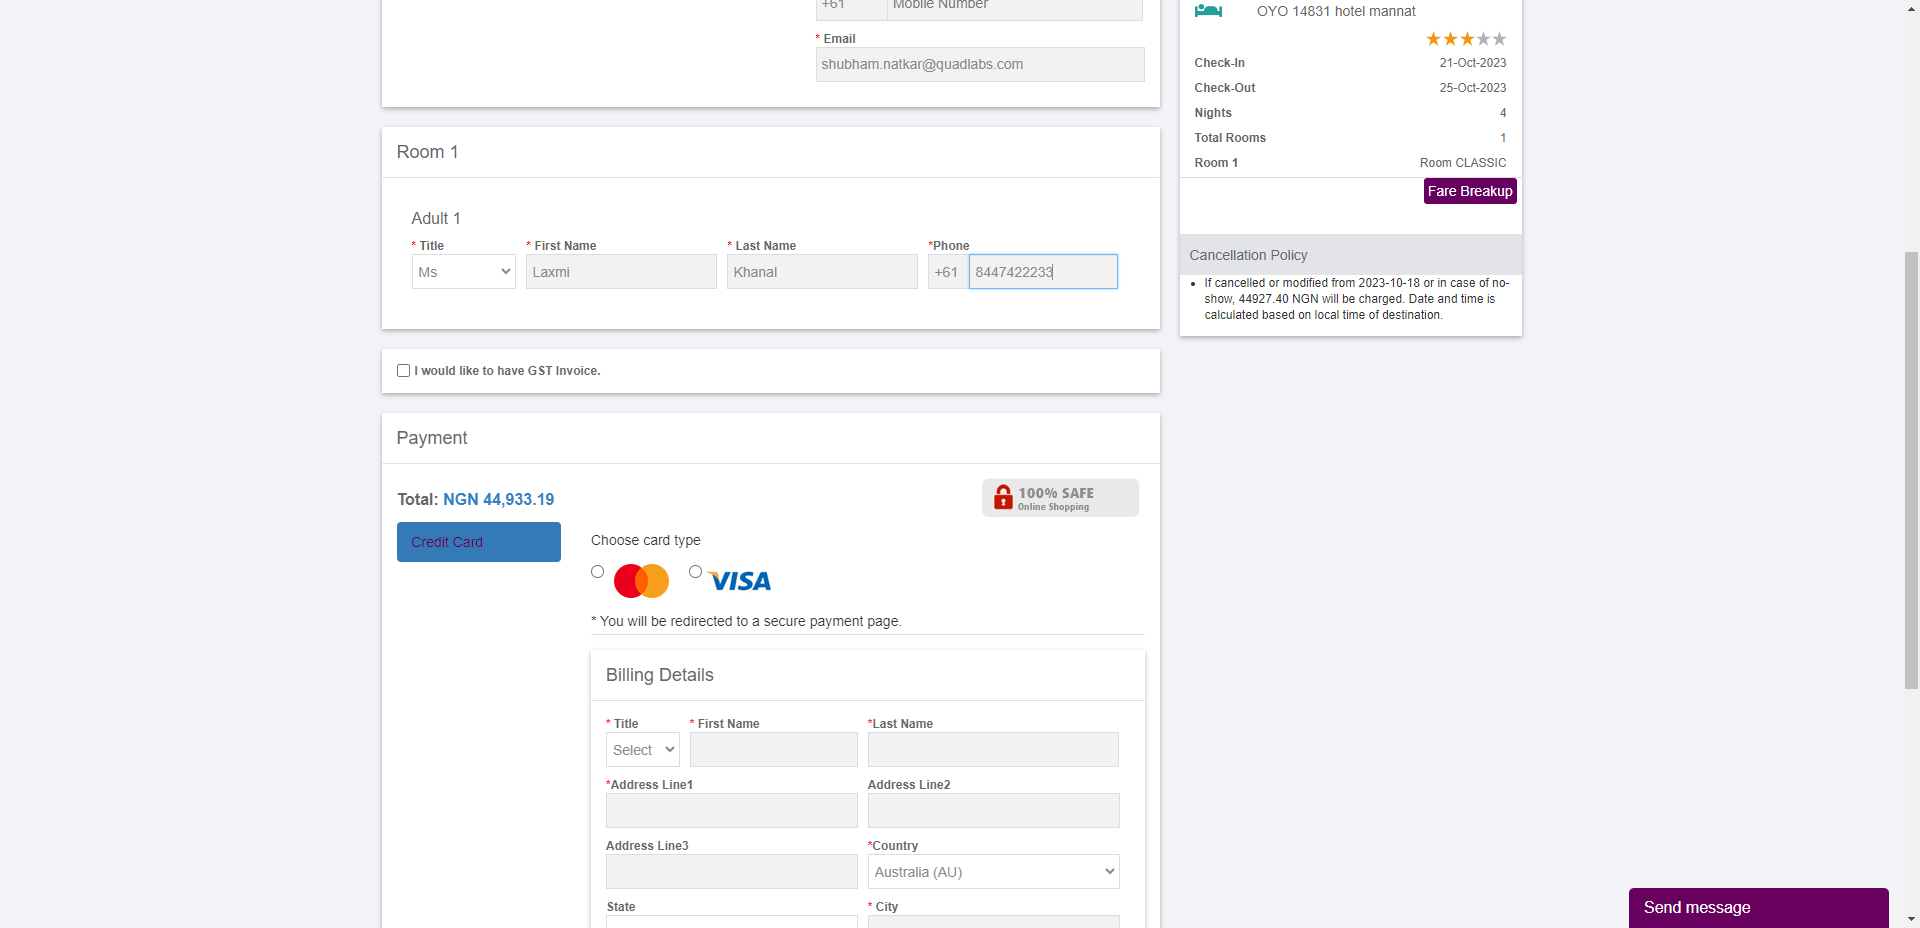 +61 Mobile Number
* Email
shubham.natkar@quadlabs.com
Room 1
Adult 1
* Title * First Name * Last Name *Phone
Ms Laxmi Khanal +61 8447422233
I would like to have GST Invoice.
Payment
Total: NGN 44,933.19
100% SAFE
Online Shopping
Credit Card
Choose card type
VISA
* You will be redirected to a secure payment page.
Billing Details
* Title * First Name *Last Name
Select
*Address Line1 Address Line2
Address Line3 *Country
Australia (AU)
State * City
OYO 14831 hotel mannat
Check-In 21-Oct-2023
Check-Out 25-Oct-2023
Nights 4
Total Rooms 1
Room 1 Room CLASSIC
Fare Breakup
Cancellation Policy
• If cancelled or modified from 2023-10-18 or in case of no-
show, 44927.40 NGN will be charged. Date and time is
calculated based on local time of destination.
Send message